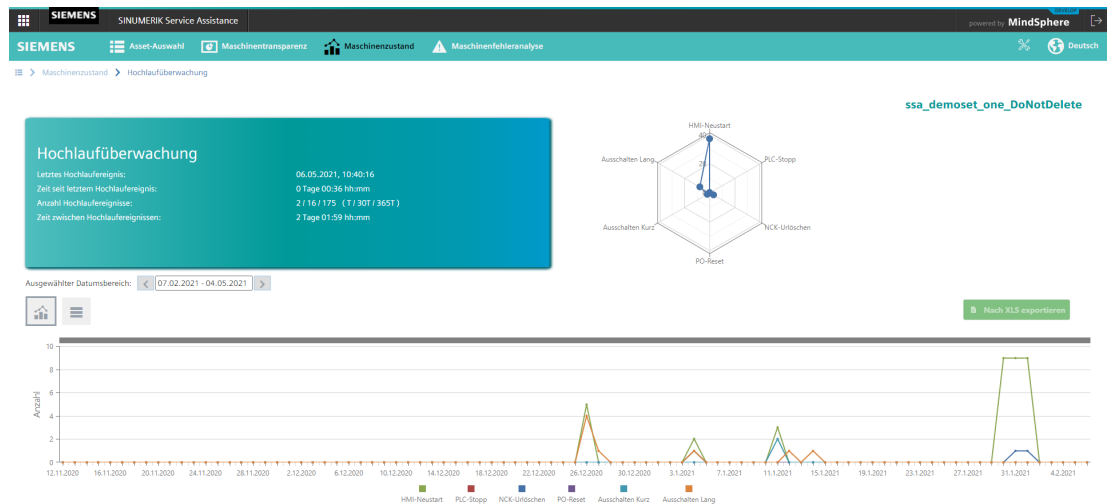 SIEMENS
SINUMERIK Service Assistance
DEVELOP
powered by MindSphere
SIEMENS
Asset-Auswahl
Maschinentransparenz
Maschinenzustand
Maschinenfehleranalyse
Deutsch
Maschinenzustand
Hochlaufüberwachung
ssa_demoset_one_DoNotDelete
Hochlaufüberwachung
Letztes Hochlaufereignis: 06.05.2021, 10:40:16
Zeit seit letztem Hochlaufereignis: 0 Tage 00:36 hh:mm
Anzahl Hochlaufereignisse: 2 / 16 / 175 ( T / 30T / 365T )
Zeit zwischen Hochlaufereignissen: 2 Tage 01:59 hh:mm
HMI-Neustart
40
Ausschalten Lang
PLC-Stopp
20
Ausschalten Kurz
NCK-Urlöschen
PO-Reset
Ausgewählter Datumsbereich: 07.02.2021 - 04.05.2021
Nach XLS exportieren
10
8
6
4
2
0
Anzahl
12.11.2020 16.11.2020 20.11.2020 24.11.2020 28.11.2020 2.12.2020 6.12.2020 10.12.2020 14.12.2020 18.12.2020 22.12.2020 26.12.2020 30.12.2020 3.1.2021 7.1.2021 11.1.2021 15.1.2021 19.1.2021 23.1.2021 27.1.2021 31.1.2021 4.2.2021
HMI-Neustart PLC-Stopp NCK-Urlöschen PO-Reset Ausschalten Kurz Ausschalten Lang